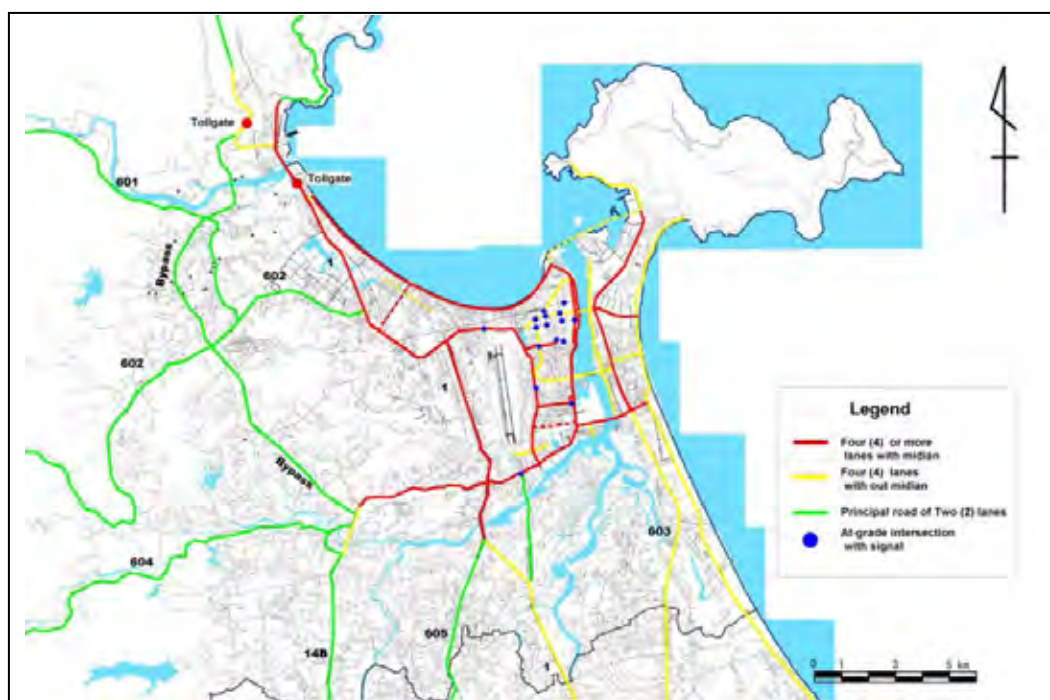 Tollgate
Tollgate
601
Bypass
602
1
602
1
Bypass
603
604
605
14B
1
Legend
Four (4) or more
lanes with midian
Four (4) lanes
with out midian
Principal road of Two (2) lanes
At-grade intersection
with signal
0 1 2 5 km